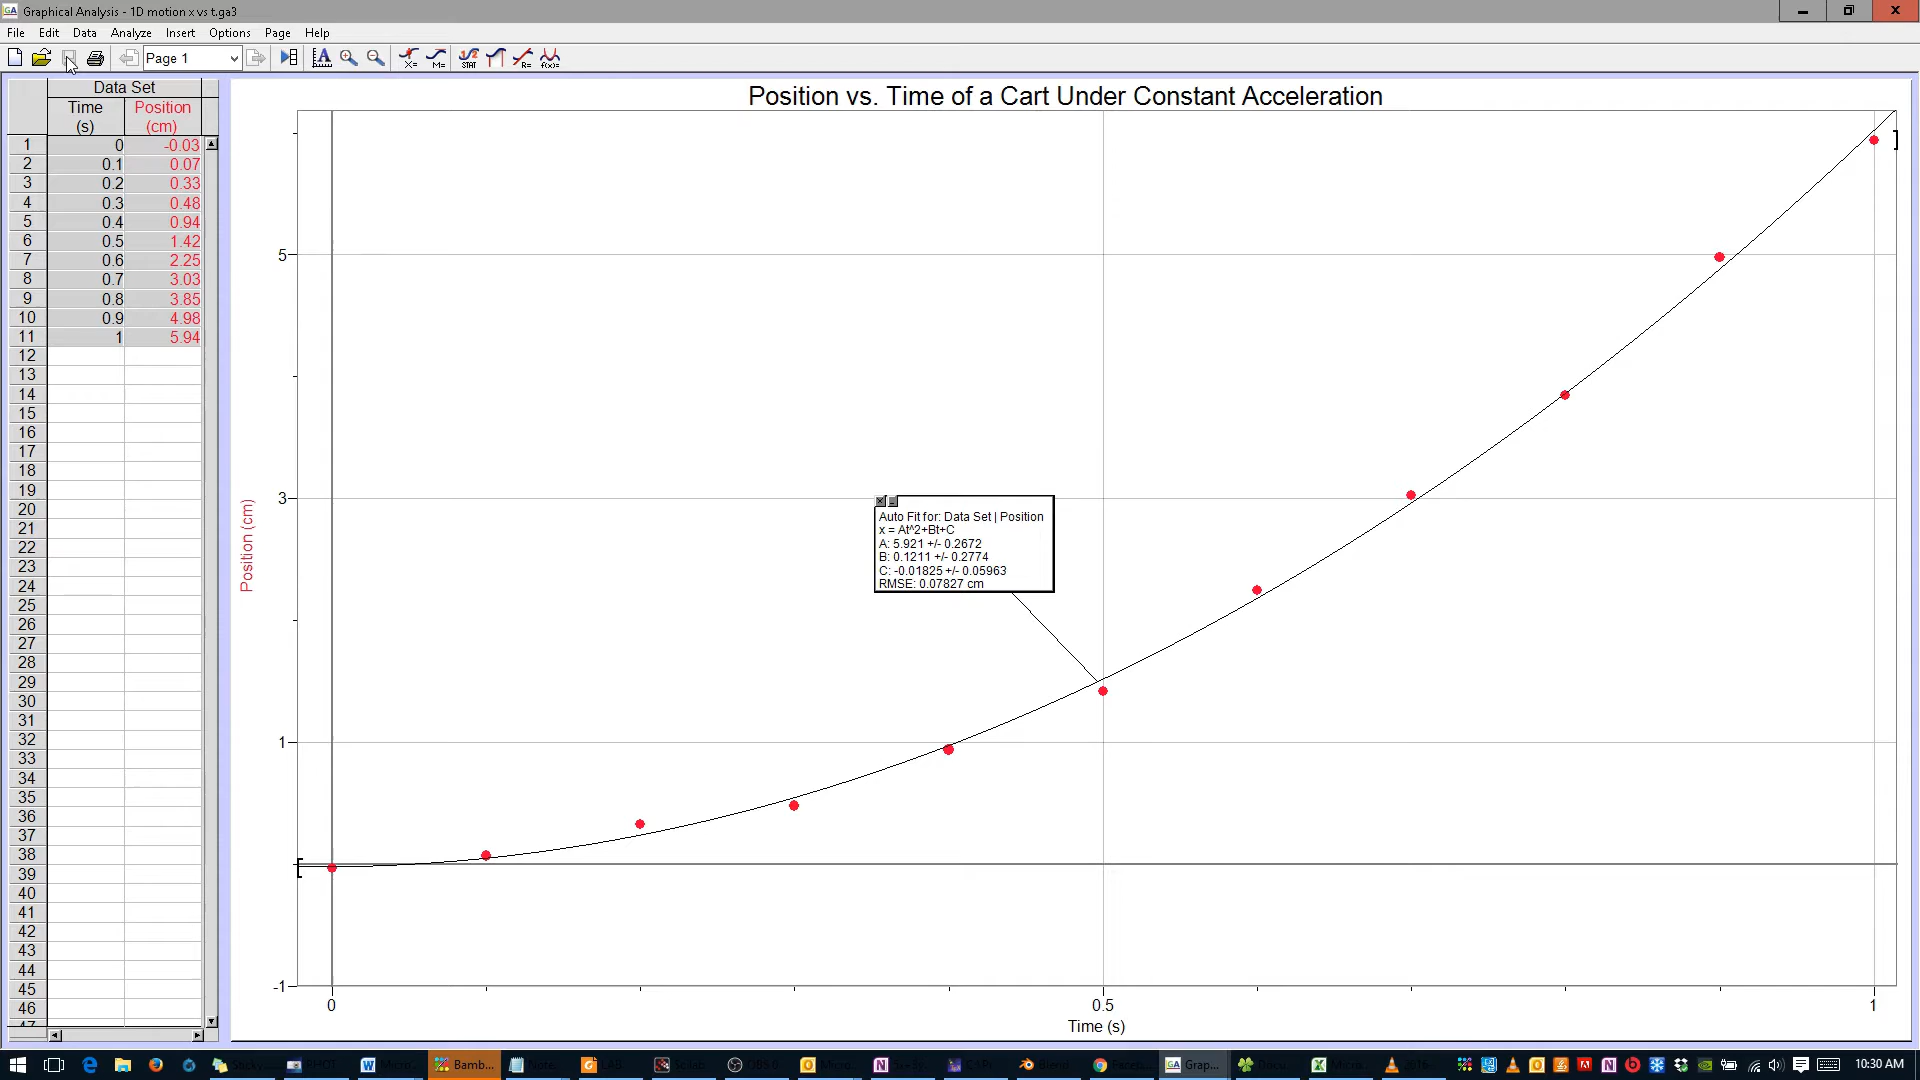 Graphical Analysis - 1D motion x vs t.ga3
File Edit Data Analyze Insert Options Page Help
Page 1
Data Set
Time Position
(s) (cm)
1 0 -0.03
2 0.1 0.07
3 0.2 0.33
4 0.3 0.48
5 0.4 0.94
6 0.5 1.42
7 0.6 2.25
8 0.7 3.03
9 0.8 3.85
10 0.9 4.98
11 1 5.94
12
13
14
15
16
17
18
19
20
21
22
23
24
25
26
27
28
29
30
31
32
33
34
35
36
37
38
39
40
41
42
43
44
45
46
Position vs. Time of a Cart Under Constant Acceleration
Position (cm)
5
3
1
-1
Auto Fit for: Data Set | Position
x = At^2+Bt+C
A: 5.921 +/- 0.2672
B: 0.1211 +/- 0.2774
C: -0.01825 +/- 0.05963
RMSE: 0.07827 cm
0 0.5 1
Time (s)
Bamb... Grap... 10:30 AM